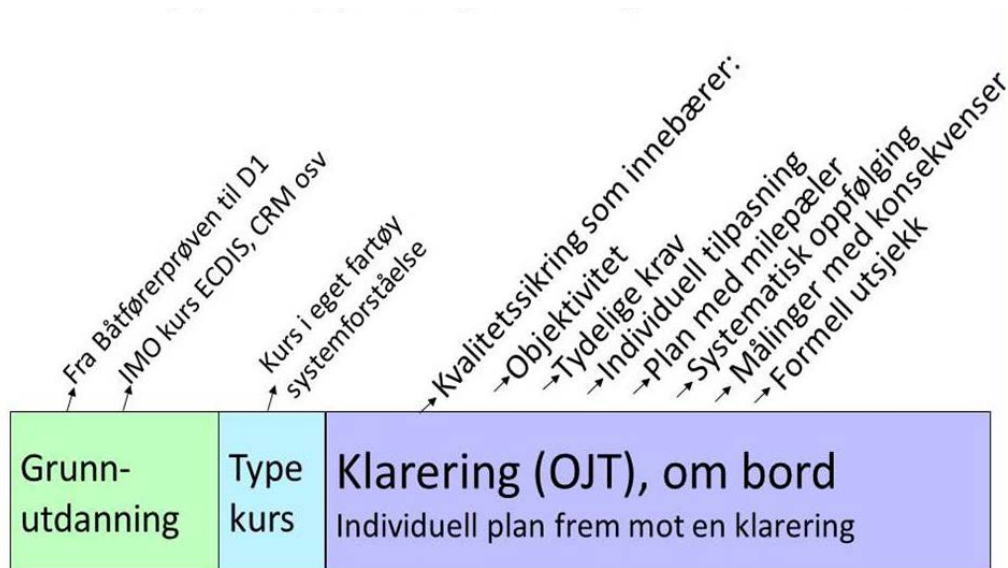 Fra Båtførerprøven til D1
IMO kurs ECDIS, CRM osv
Kurs i eget fartøy
systemforståelse
Kvalitetssikring som innebærer:
Objektivitet
Tydelige krav
Individuell tilpasning
Plan med milepæler
Systematisk oppfølging
Målinger med konsekvenser
Formell utsjekk
Grunn-
utdanning
Type
kurs
Klarering (OJT), om bord
Individuell plan frem mot en klarering